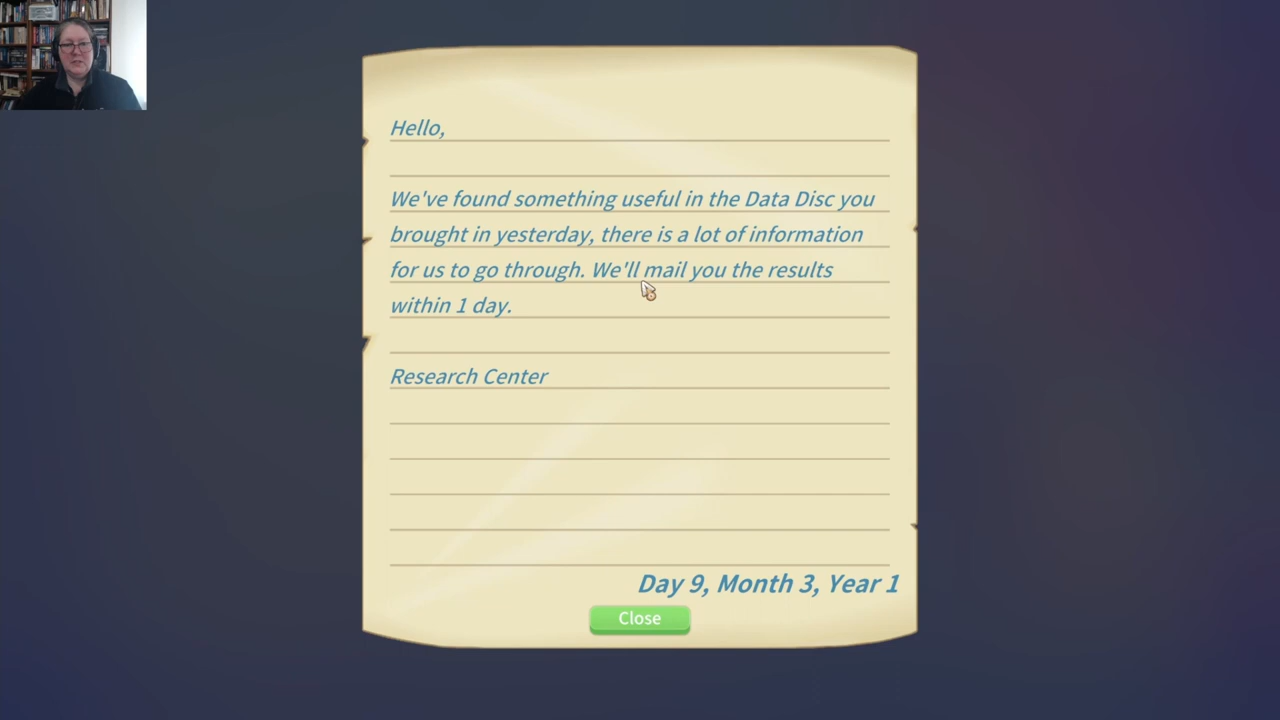 Hello,
We've found something useful in the Data Disc you
brought in yesterday, there is a lot of information
for us to go through. We'll mail you the results
within 1 day.
Research Center
Day 9, Month 3, Year 1
Close